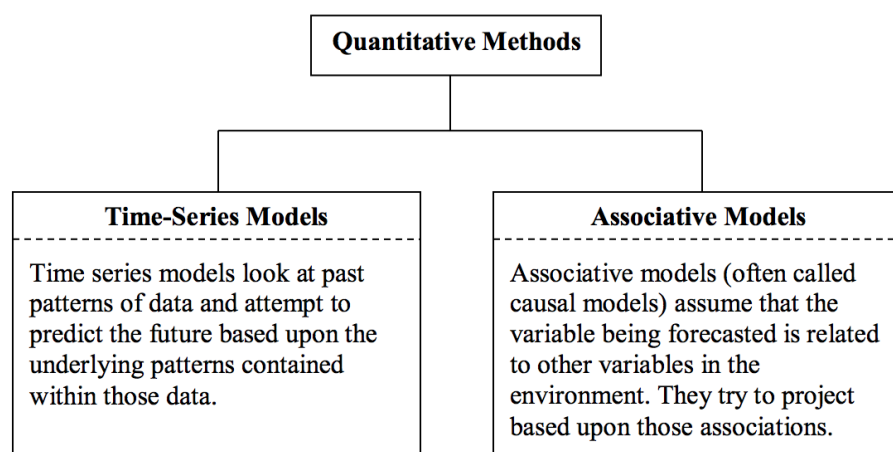 Quantitative Methods
Time-Series Models
Time series models look at past
patterns of data and attempt to
predict the future based upon the
underlying patterns contained
within those data.
Associative Models
Associative models (often called
causal models) assume that the
variable being forecasted is related
to other variables in the
environment. They try to project
based upon those associations.